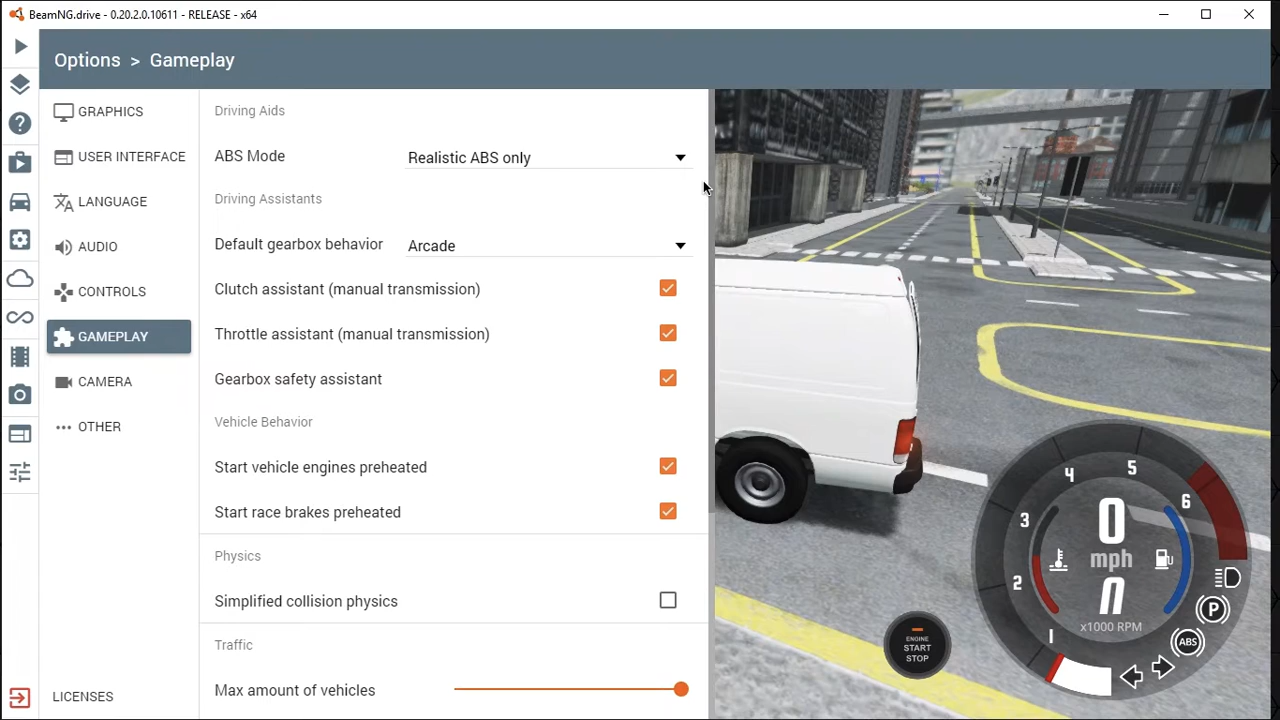 BeamNG.drive - 0.20.2.0.10611 - RELEASE - x64
Options > Gameplay
GRAPHICS
USER INTERFACE
LANGUAGE
AUDIO
CONTROLS
GAMEPLAY
CAMERA
OTHER
LICENSES
Driving Aids
ABS Mode Realistic ABS only
Driving Assistants
Default gearbox behavior Arcade
Clutch assistant (manual transmission)
Throttle assistant (manual transmission)
Gearbox safety assistant
Vehicle Behavior
Start vehicle engines preheated
Start race brakes preheated
Physics
Simplified collision physics
Traffic
Max amount of vehicles
ENGINE
START
STOP
1
2
3
4
5
6
0
mph
n
x1000 RPM
P
ABS